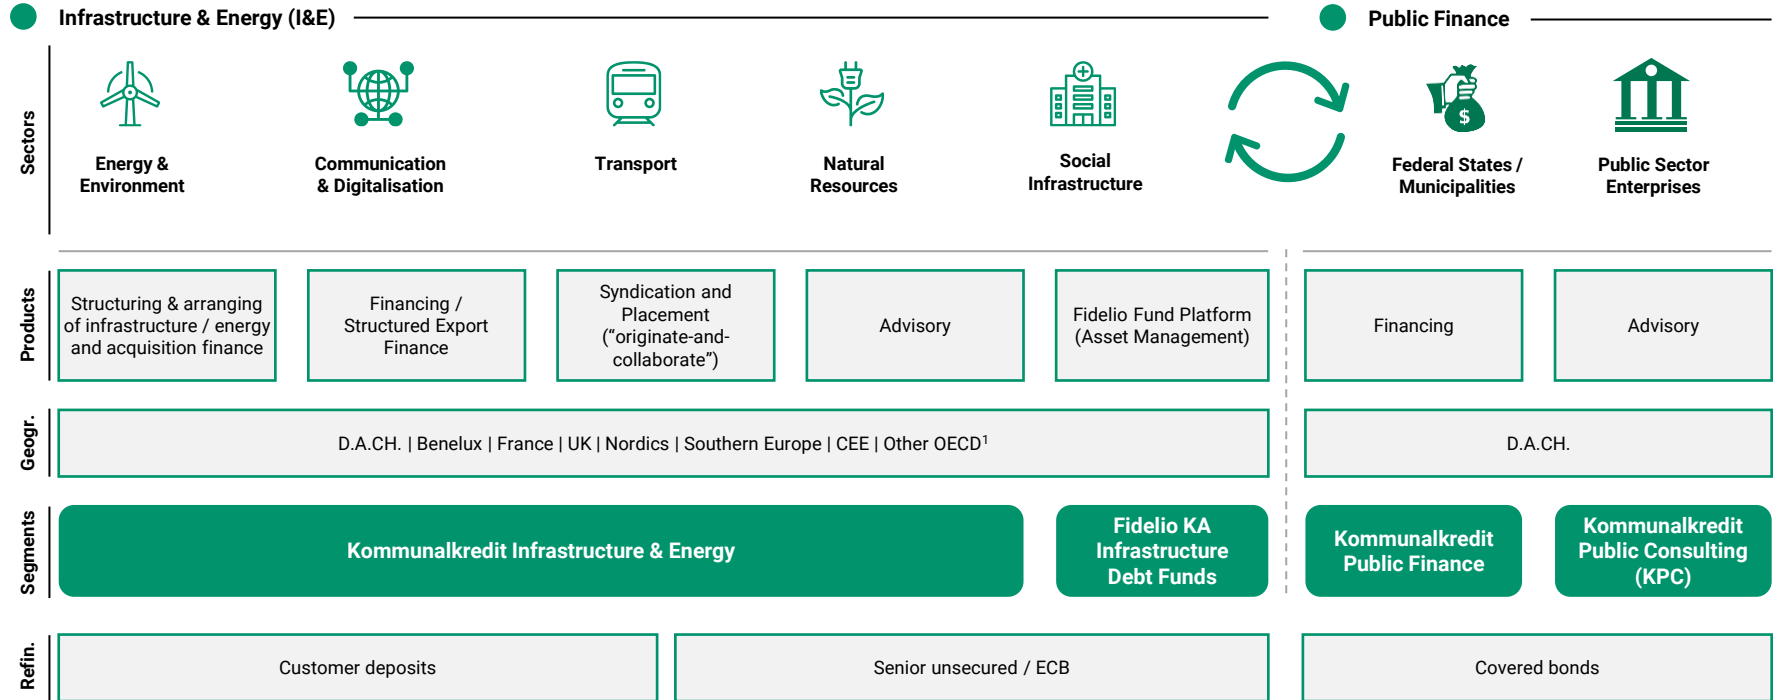 Infrastructure & Energy (I&E)
Public Finance
Sectors
Energy &
Environment
Communication
& Digitalisation
Transport
Natural
Resources
Social
Infrastructure
$
Federal States /
Municipalities
Public Sector
Enterprises
Products
Structuring & arranging
of infrastructure / energy
and acquisition finance
Financing /
Structured Export
Finance
Syndication and
Placement
(“originate-and-
collaborate”)
Advisory
Fidelio Fund Platform
(Asset Management)
Financing
Advisory
Geogr.
D.A.CH. | Benelux | France | UK | Nordics | Southern Europe | CEE | Other OECD¹
D.A.CH.
Segments
Kommunalkredit Infrastructure & Energy
Fidelio KA
Infrastructure
Debt Funds
Kommunalkredit
Public Finance
Kommunalkredit
Public Consulting
(KPC)
Refin.
Customer deposits
Senior unsecured / ECB
Covered bonds